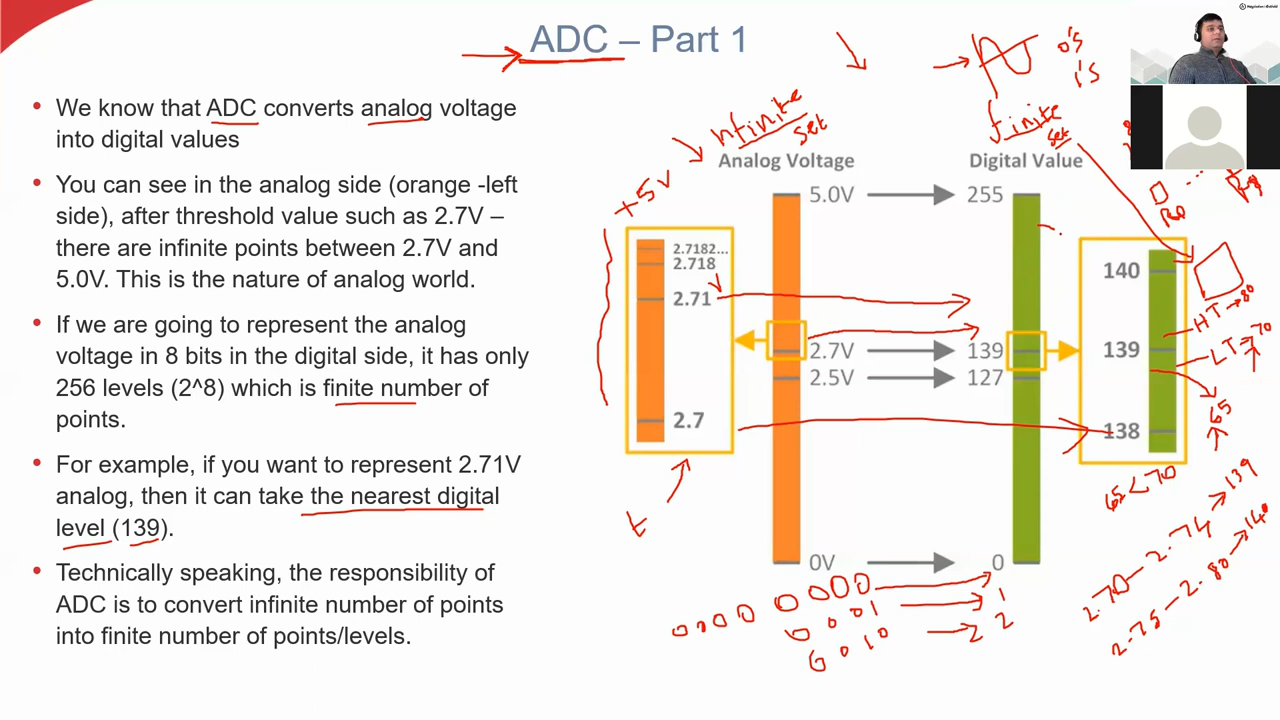 ADC – Part 1
• We know that ADC converts analog voltage
into digital values
• You can see in the analog side (orange -left
side), after threshold value such as 2.7V –
there are infinite points between 2.7V and
5.0V. This is the nature of analog world.
• If we are going to represent the analog
voltage in 8 bits in the digital side, it has only
256 levels (2^8) which is finite number of
points.
• For example, if you want to represent 2.71V
analog, then it can take the nearest digital
level (139).
• Technically speaking, the responsibility of
ADC is to convert infinite number of points
into finite number of points/levels.
0's
1's
Infinite
set
finite
set
Analog Voltage
Digital Value
+5V
5.0V
255
2.7182...
2.718
2.71
V
2.7
2.7V
139
2.5V
127
0V
0
140
139
138
HT → 80
LT → 70
65
65 < 70
t
2.70 – 2.74 → 139
2.75 – 2.80 → 140
0000 0000
0001
1
0010
2 2